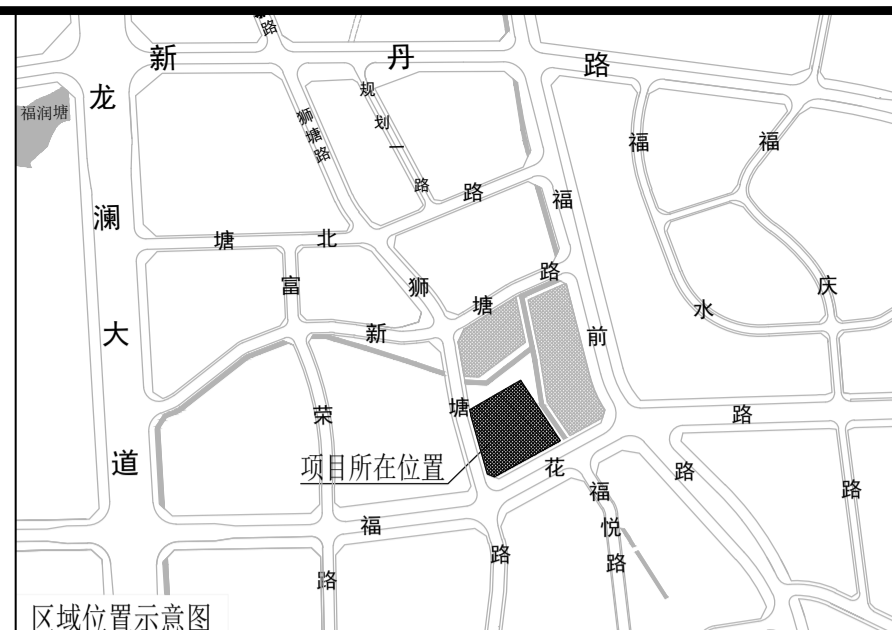 路
新丹路
龙澜大道
福润塘
狮塘路
规划一路
塘北路
福前路
福水
福庆路
富荣路
狮塘路
新塘路
项目所在位置
福花路
福悦路
区域位置示意图